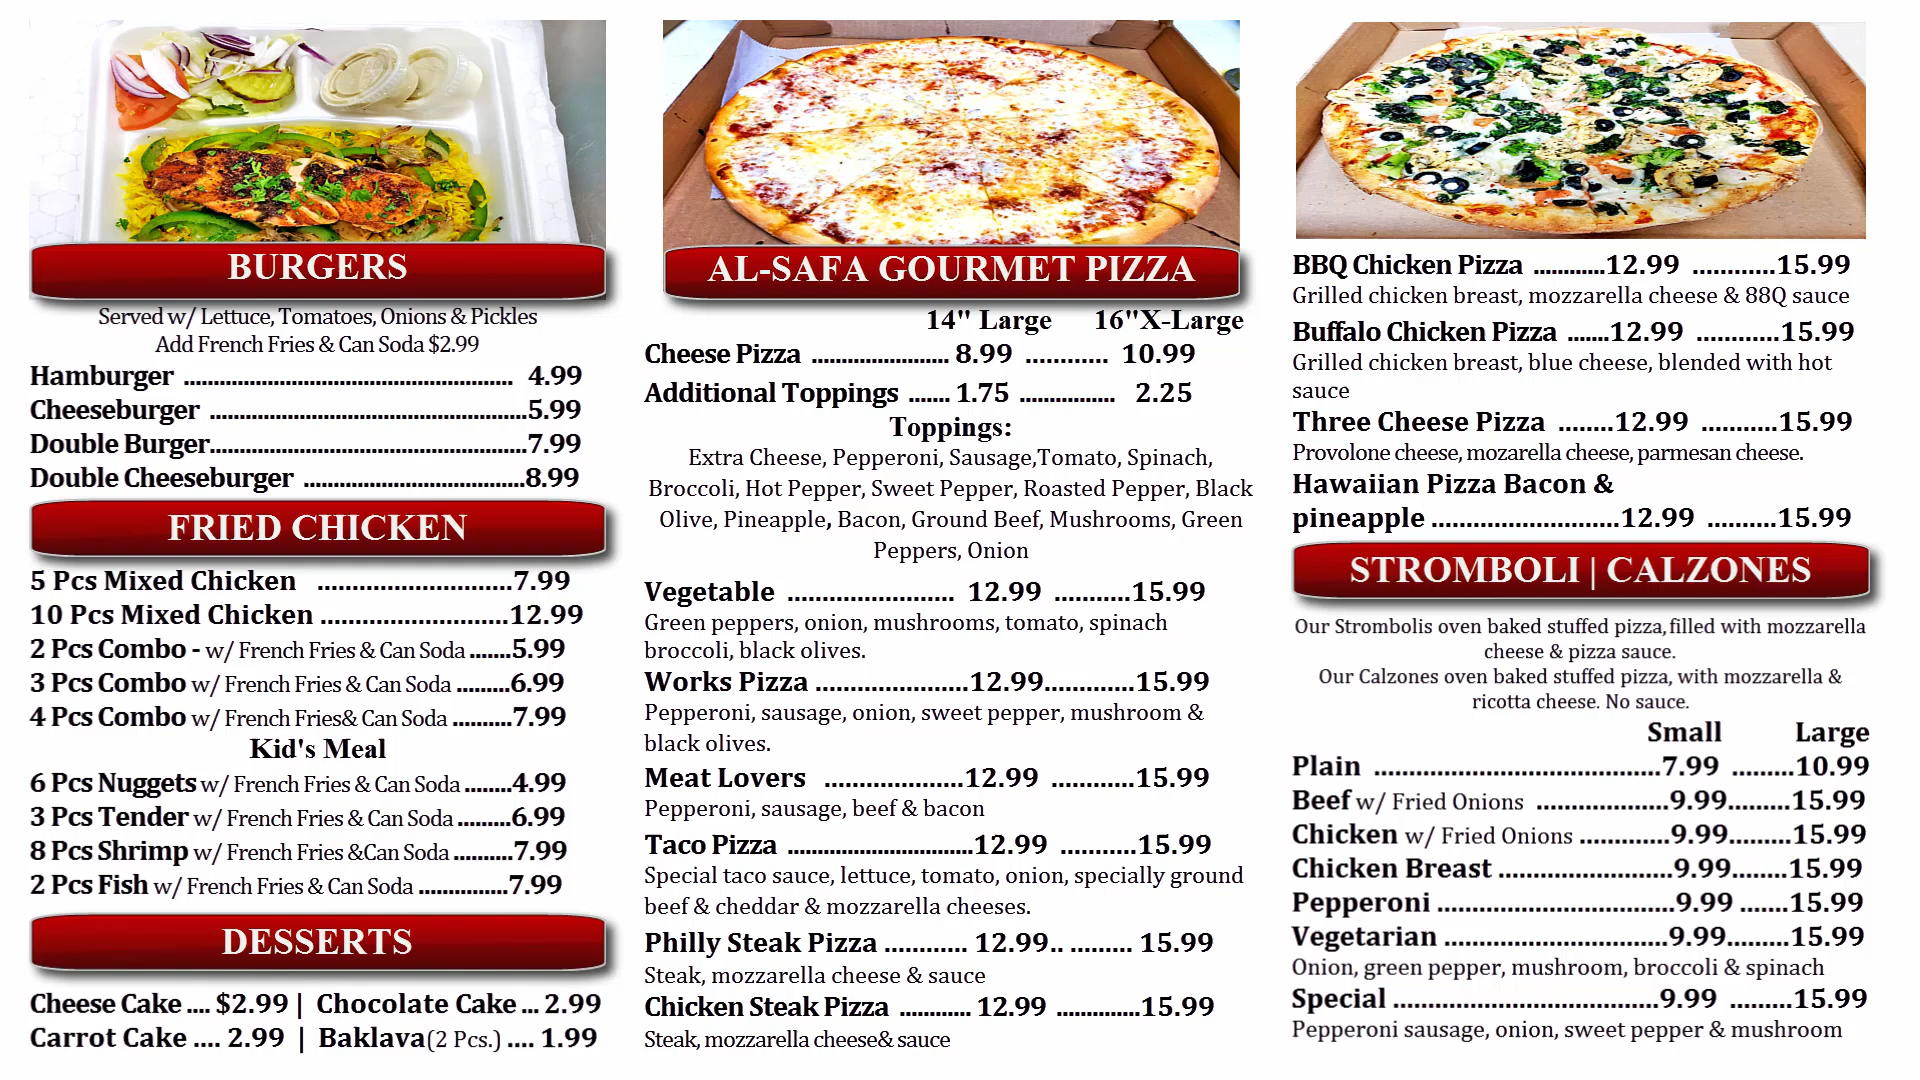 BURGERS
Served w/ Lettuce, Tomatoes, Onions & Pickles
Add French Fries & Can Soda $2.99
Hamburger ....................................................... 4.99
Cheeseburger .....................................................5.99
Double Burger.....................................................7.99
Double Cheeseburger .....................................8.99
FRIED CHICKEN
5 Pcs Mixed Chicken ............................7.99
10 Pcs Mixed Chicken ...........................12.99
2 Pcs Combo - w/ French Fries & Can Soda .......5.99
3 Pcs Combo w/ French Fries & Can Soda .........6.99
4 Pcs Combo w/ French Fries& Can Soda ..........7.99
Kid's Meal
6 Pcs Nuggets w/ French Fries & Can Soda ........4.99
3 Pcs Tender w/ French Fries & Can Soda .........6.99
8 Pcs Shrimp w/ French Fries &Can Soda ..........7.99
2 Pcs Fish w/ French Fries & Can Soda ...............7.99
DESSERTS
Cheese Cake .... $2.99 | Chocolate Cake ... 2.99
Carrot Cake .... 2.99 | Baklava(2 Pcs.) .... 1.99
AL-SAFA GOURMET PIZZA
14" Large 16"X-Large
Cheese Pizza ....................... 8.99 ............ 10.99
Additional Toppings ....... 1.75 ................ 2.25
Toppings:
Extra Cheese, Pepperoni, Sausage,Tomato, Spinach,
Broccoli, Hot Pepper, Sweet Pepper, Roasted Pepper, Black
Olive, Pineapple, Bacon, Ground Beef, Mushrooms, Green
Peppers, Onion
Vegetable ........................ 12.99 ...........15.99
Green peppers, onion, mushrooms, tomato, spinach
broccoli, black olives.
Works Pizza ......................12.99.............15.99
Pepperoni, sausage, onion, sweet pepper, mushroom &
black olives.
Meat Lovers ....................12.99 ............15.99
Pepperoni, sausage, beef & bacon
Taco Pizza ...............................12.99 ...........15.99
Special taco sauce, lettuce, tomato, onion, specially ground
beef & cheddar & mozzarella cheeses.
Philly Steak Pizza ............ 12.99.. ......... 15.99
Steak, mozzarella cheese & sauce
Chicken Steak Pizza ............ 12.99 ..............15.99
Steak, mozzarella cheese& sauce
BBQ Chicken Pizza ............12.99 ............15.99
Grilled chicken breast, mozzarella cheese & 88Q sauce
Buffalo Chicken Pizza .......12.99 ............15.99
Grilled chicken breast, blue cheese, blended with hot
sauce
Three Cheese Pizza ........12.99 ...........15.99
Provolone cheese, mozarella cheese, parmesan cheese.
Hawaiian Pizza Bacon &
pineapple ...........................12.99 ..........15.99
STROMBOLI | CALZONES
Our Strombolis oven baked stuffed pizza,filled with mozzarella
cheese & pizza sauce.
Our Calzones oven baked stuffed pizza, with mozzarella &
ricotta cheese. No sauce.
Small Large
Plain .........................................7.99 .........10.99
Beef w/ Fried Onions ...................9.99.........15.99
Chicken w/ Fried Onions .............9.99.........15.99
Chicken Breast .........................9.99........15.99
Pepperoni ..................................9.99 .......15.99
Vegetarian ................................9.99.........15.99
Onion, green pepper, mushroom, broccoli & spinach
Special ......................................9.99 .........15.99
Pepperoni sausage, onion, sweet pepper & mushroom